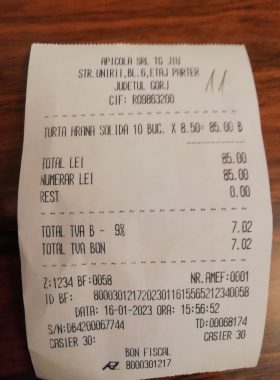 APICOLA SRL TG JIU
STR.UNIRII,BL.6,ETAJ PARTER
JUDETUL GORJ
CIF: RO9863200
11
TURTA HRANA SOLIDA 10 BUC. X 8.50= 85.00 B
TOTAL LEI 85.00
NUMERAR LEI 85.00
REST 0.00
TOTAL TVA B - 9% 7.02
TOTAL TVA BON 7.02
Z:1234 BF:0058 NR.AMEF:0001
ID BF: 80003012172023011615565212340058
DATA: 16-01-2023 ORA: 15:56:52
S/N:DB4200067744 TD:00068174
CASIER 30: CASIER 30
BON FISCAL
8000301217